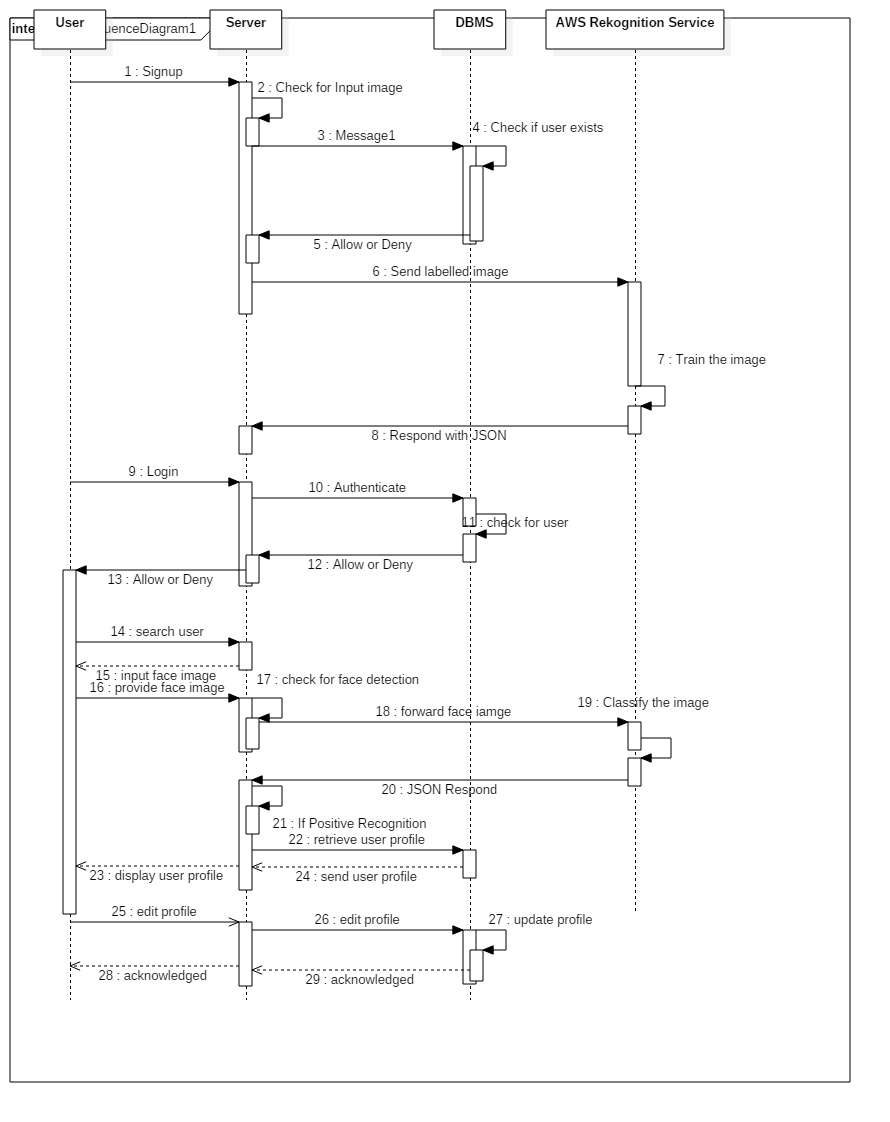 User
Server
DBMS
AWS Rekognition Service
inte
uenceDiagram1
1 : Signup
2 : Check for Input image
4 : Check if user exists
3 : Message1
5 : Allow or Deny
6 : Send labelled image
7 : Train the image
8 : Respond with JSON
9 : Login
10 : Authenticate
11 : check for user
12 : Allow or Deny
13 : Allow or Deny
14 : search user
15 : input face image
17 : check for face detection
16 : provide face image
19 : Classify the image
18 : forward face iamge
20 : JSON Respond
21 : If Positive Recognition
22 : retrieve user profile
23 : display user profile
24 : send user profile
25 : edit profile
26 : edit profile
27 : update profile
28 : acknowledged
29 : acknowledged